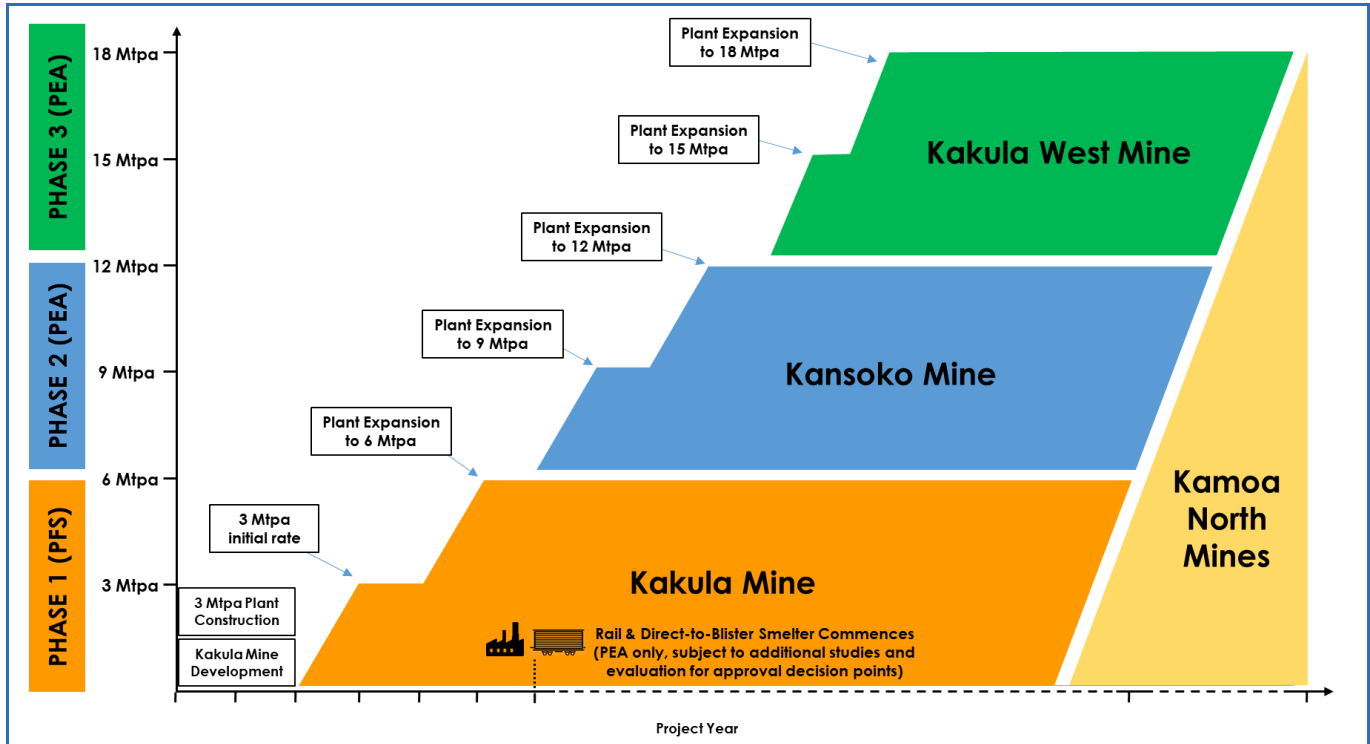 PHASE 3 (PEA)
PHASE 2 (PEA)
PHASE 1 (PFS)
18 Mtpa
15 Mtpa
12 Mtpa
9 Mtpa
6 Mtpa
3 Mtpa
Plant Expansion
to 18 Mtpa
Plant Expansion
to 15 Mtpa
Plant Expansion
to 12 Mtpa
Plant Expansion
to 9 Mtpa
Plant Expansion
to 6 Mtpa
3 Mtpa
initial rate
3 Mtpa Plant
Construction
Kakula Mine
Development
Kakula West Mine
Kansoko Mine
Kakula Mine
Kamoa
North
Mines
Rail & Direct-to-Blister Smelter Commences
(PEA only, subject to additional studies and
evaluation for approval decision points)
Project Year